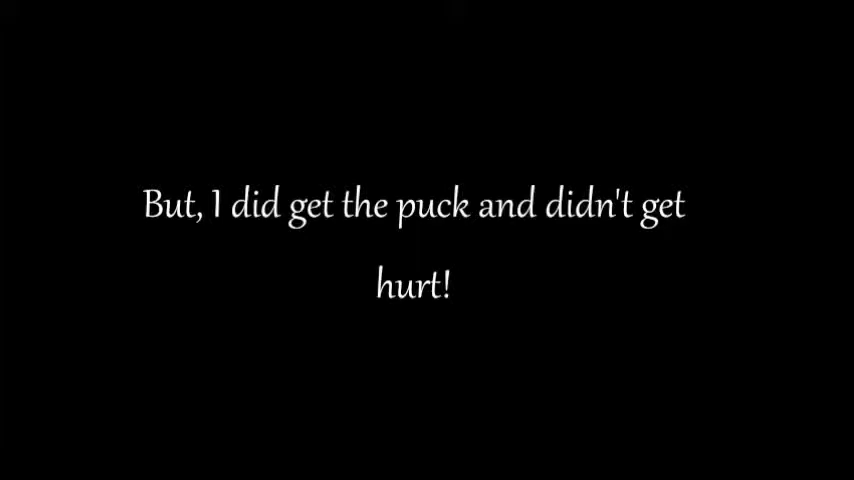 But, I did get the puck and didn't get
hurt!